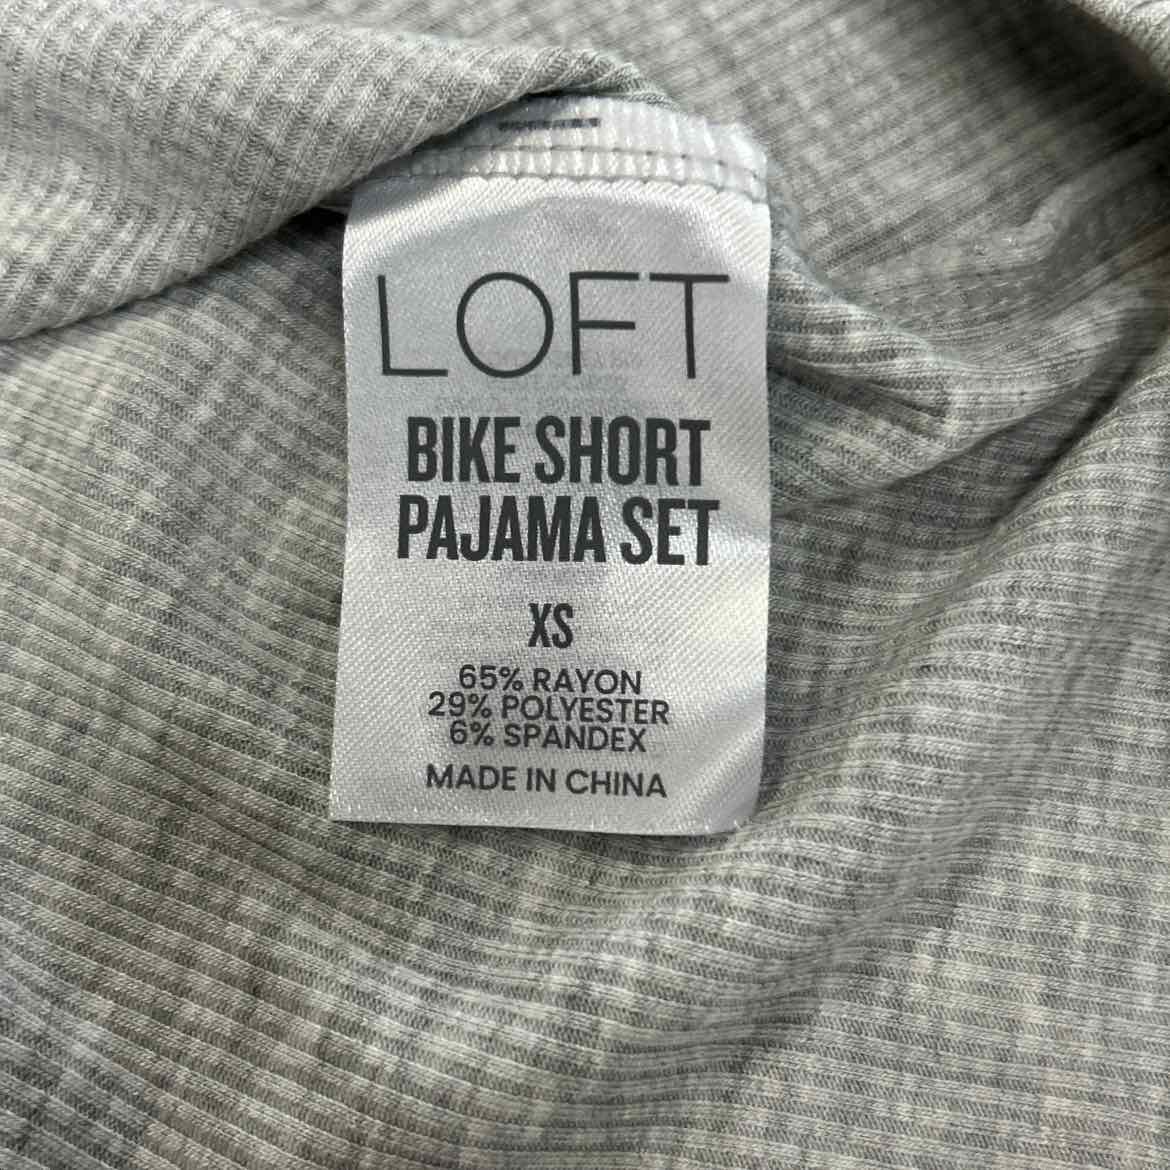 LOFT
BIKE SHORT
PAJAMA SET
XS
65% RAYON
29% POLYESTER
6% SPANDEX
MADE IN CHINA